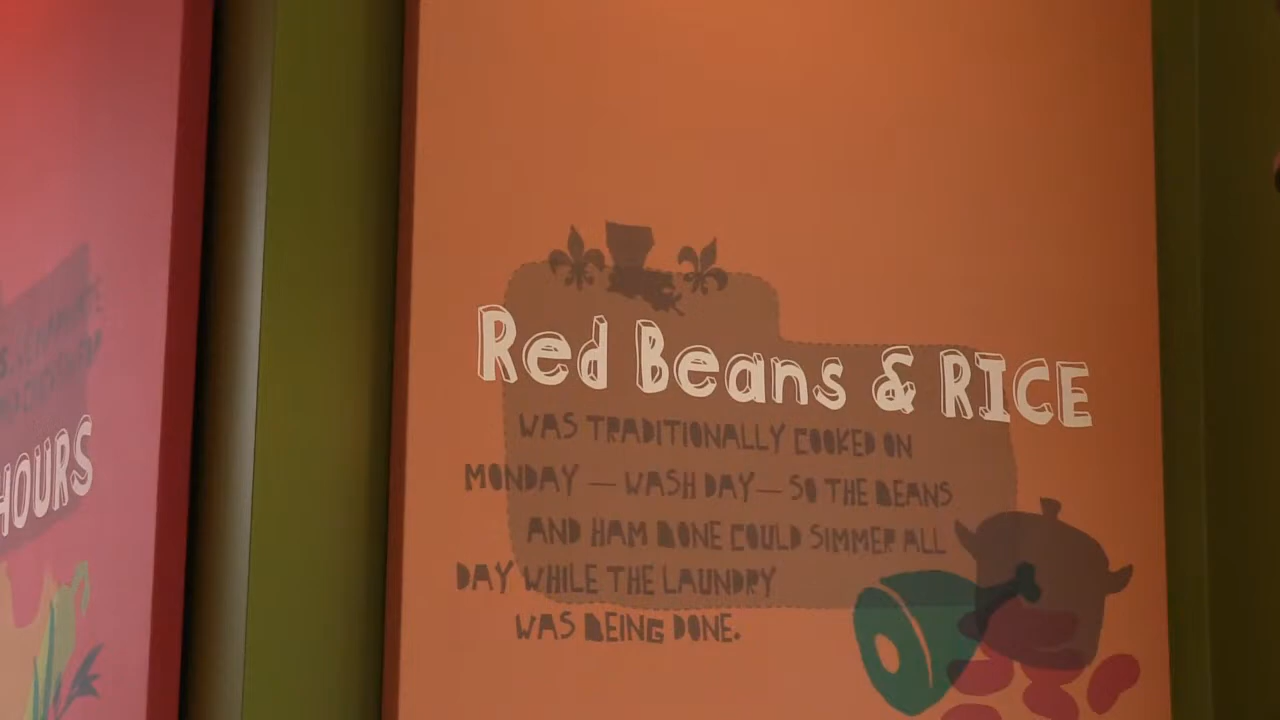 HOURS
Red Beans & RICE
WAS TRADITIONALLY COOKED ON
MONDAY — WASH DAY — SO THE BEANS
AND HAM BONE COULD SIMMER ALL
DAY WHILE THE LAUNDRY
WAS BEING DONE.